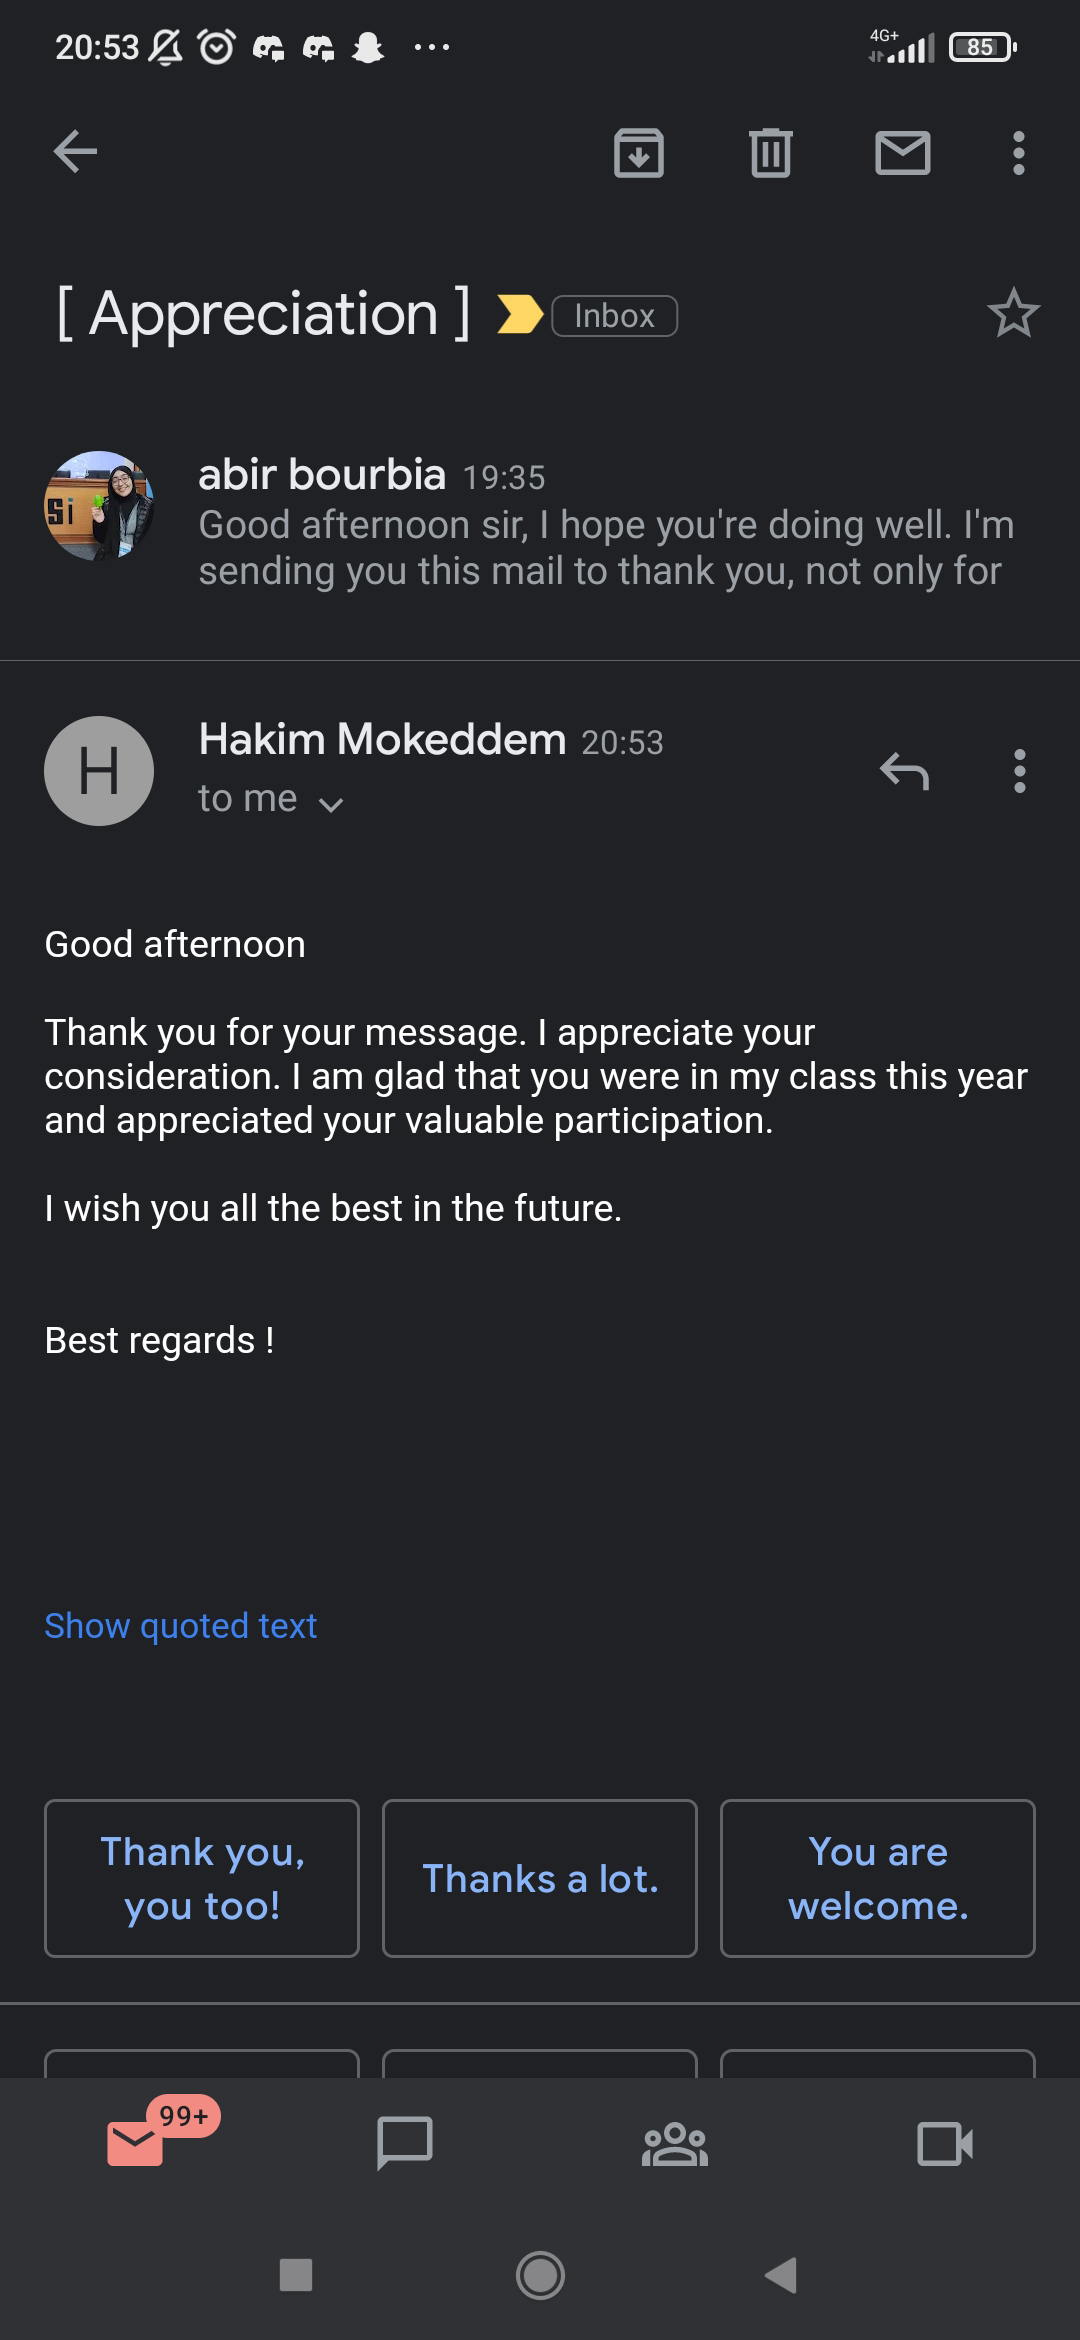 20:53
4G+
85
[ Appreciation ] Inbox
Si
abir bourbia 19:35
Good afternoon sir, I hope you're doing well. I'm
sending you this mail to thank you, not only for
H
Hakim Mokeddem 20:53
to me
Good afternoon
Thank you for your message. I appreciate your
consideration. I am glad that you were in my class this year
and appreciated your valuable participation.
I wish you all the best in the future.
Best regards !
Show quoted text
Thank you,
you too!
Thanks a lot.
You are
welcome.
99+